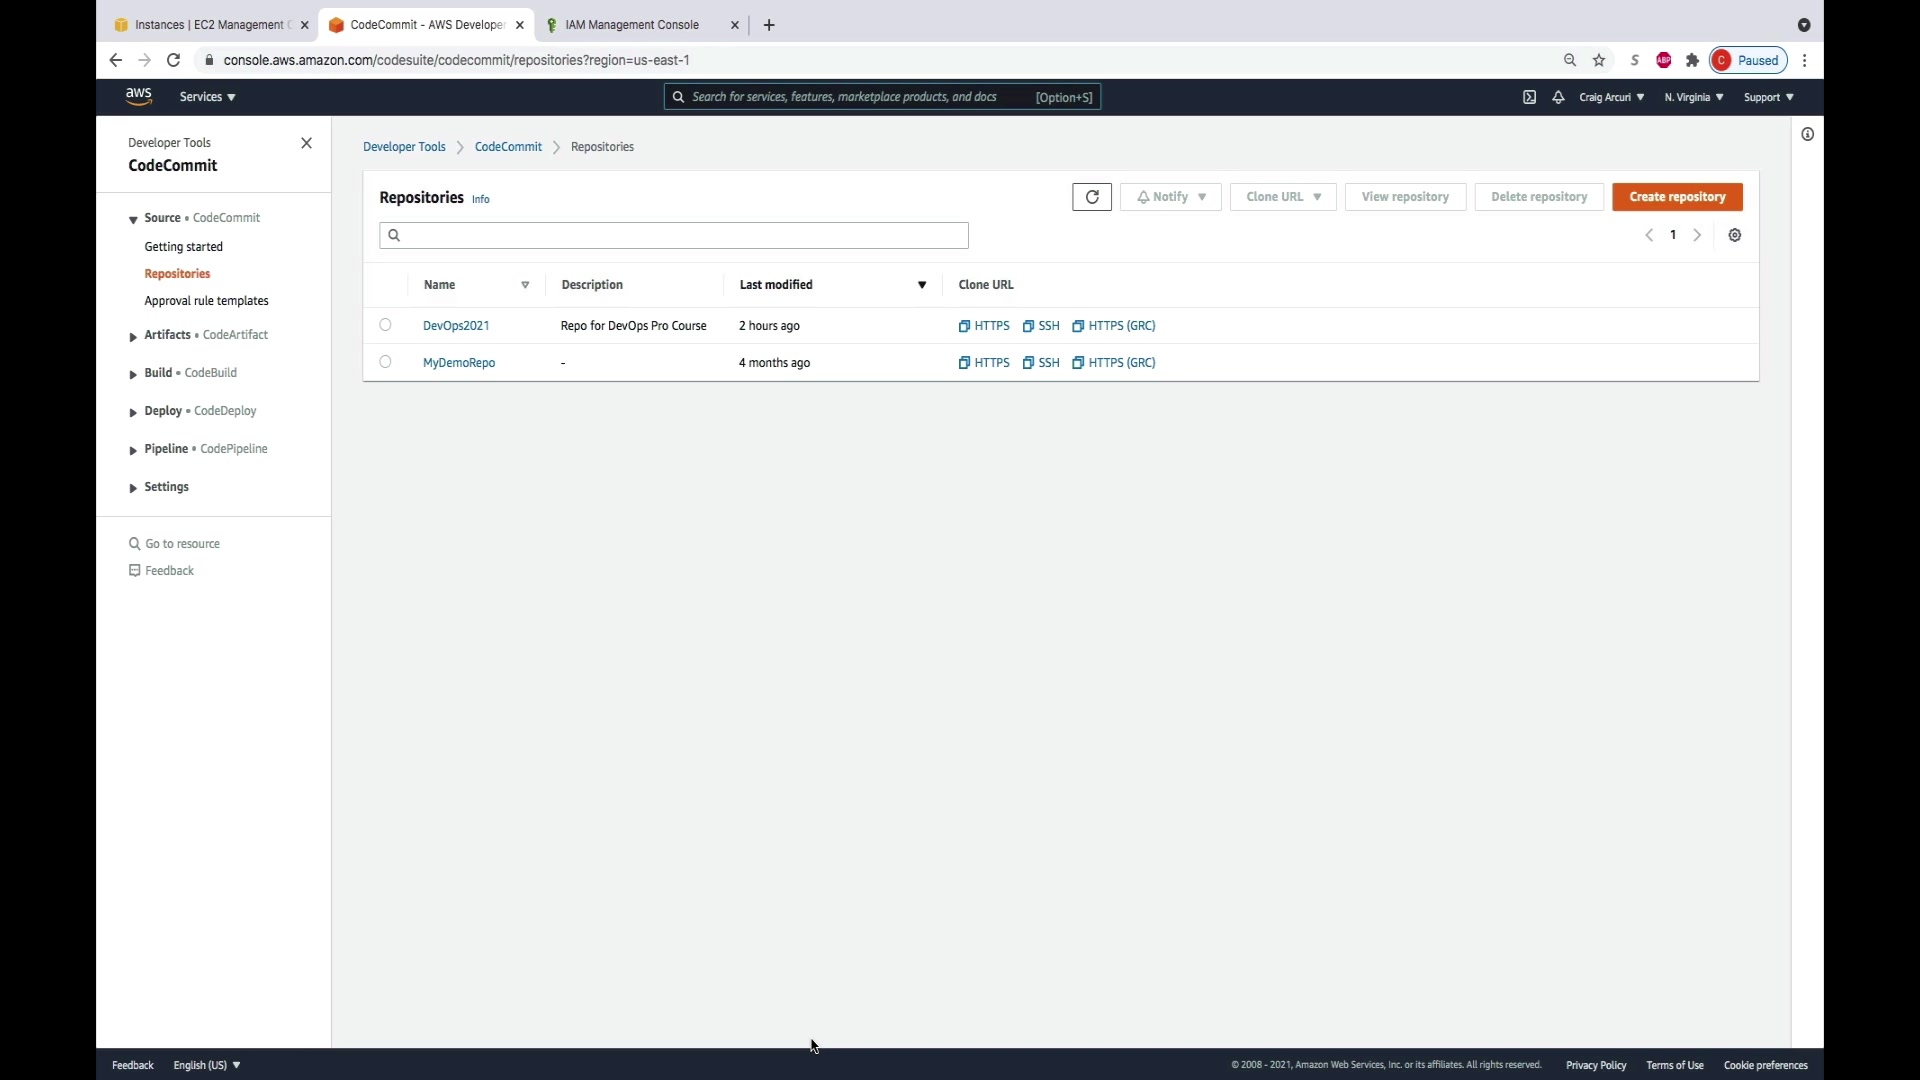 Instances | EC2 Management C
CodeCommit - AWS Developer
IAM Management Console
console.aws.amazon.com/codesuite/codecommit/repositories?region=us-east-1
S
ABP
C
Paused
aws
Services
Search for services, features, marketplace products, and docs
[Option+S]
Craig Arcuri
N. Virginia
Support
Developer Tools
CodeCommit
Source • CodeCommit
Getting started
Repositories
Approval rule templates
Artifacts • CodeArtifact
Build • CodeBuild
Deploy • CodeDeploy
Pipeline • CodePipeline
Settings
Go to resource
Feedback
Developer Tools
CodeCommit
Repositories
Repositories Info
Notify
Clone URL
View repository
Delete repository
Create repository
1
Name
Description
Last modified
Clone URL
DevOps2021
Repo for DevOps Pro Course
2 hours ago
HTTPS
SSH
HTTPS (GRC)
MyDemoRepo
-
4 months ago
HTTPS
SSH
HTTPS (GRC)
Feedback
English (US)
© 2008 - 2021, Amazon Web Services, Inc. or its affiliates. All rights reserved.
Privacy Policy
Terms of Use
Cookie preferences